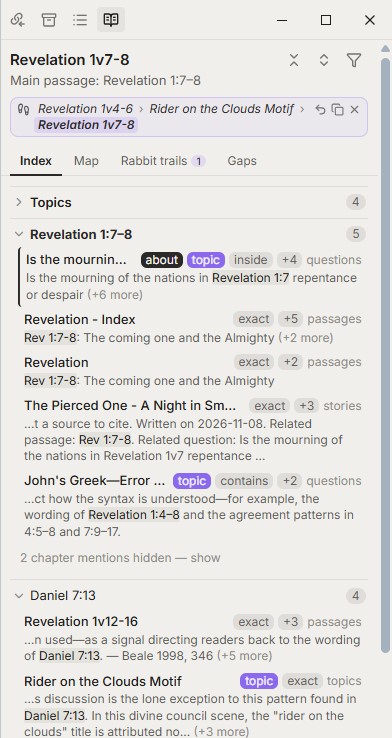 Revelation 1v7-8
Main passage: Revelation 1:7–8
Revelation 1v4-6 › Rider on the Clouds Motif ›
Revelation 1v7-8
Index Map Rabbit trails 1 Gaps
Topics 4
Revelation 1:7–8 5
Is the mournin... about topic inside +4 questions
Is the mourning of the nations in Revelation 1:7 repentance
or despair (+6 more)
Revelation - Index exact +5 passages
Rev 1:7-8: The coming one and the Almighty (+2 more)
Revelation exact +2 passages
Rev 1:7-8: The coming one and the Almighty
The Pierced One - A Night in Sm... exact +3 stories
...t a source to cite. Written on 2026-11-08. Related
passage: Rev 1:7-8. Related question: Is the mourning of
the nations in Revelation 1v7 repentance ...
John's Greek—Error ... topic contains +2 questions
...ct how the syntax is understood—for example, the
wording of Revelation 1:4–8 and the agreement patterns in
4:5–8 and 7:9–17.
2 chapter mentions hidden — show
Daniel 7:13 4
Revelation 1v12-16 exact +3 passages
...n used—as a signal directing readers back to the wording
of Daniel 7:13. — Beale 1998, 346 (+5 more)
Rider on the Clouds Motif topic exact topics
...s discussion is the lone exception to this pattern found in
Daniel 7:13. In this divine council scene, the "rider on the
clouds" title is attributed no... (+3 more)